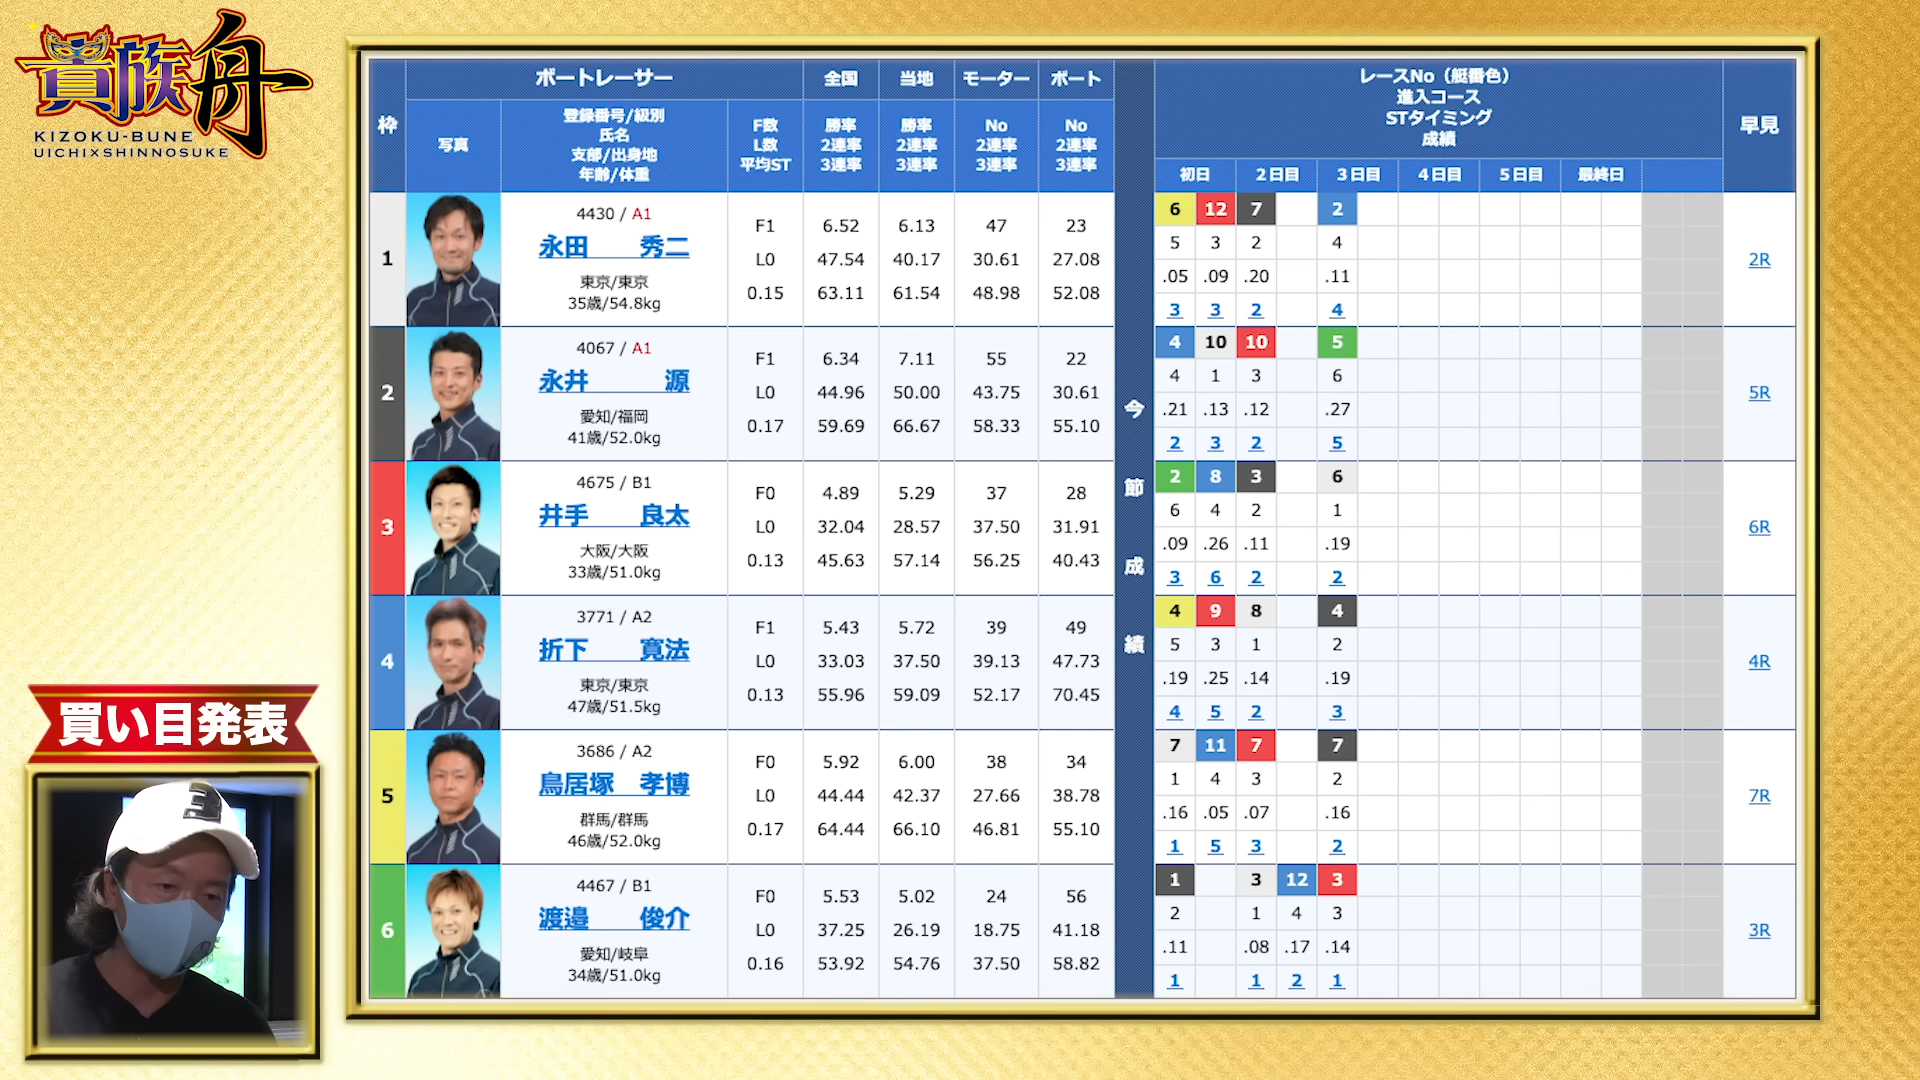 貴族舟
KIZOKU-BUNE
UICHI×SHINNOSUKE
買い目発表
枠
ボートレーサー
全国
当地
モーター
ボート
レースNo（艇番色）
進入コース
STタイミング
成績
早見
写真
登録番号/級別
氏名
支部/出身地
年齢/体重
F数
L数
平均ST
勝率
2連率
3連率
勝率
2連率
3連率
No
2連率
3連率
No
2連率
3連率
初日 2日目 3日目 4日目 5日目 最終日
今節成績
1
4430 / A1
永田 秀二
東京/東京
35歳/54.8kg
F1 6.52 6.13 47 23
L0 47.54 40.17 30.61 27.08
0.15 63.11 61.54 48.98 52.08
6 12 7 2
5 3 2 4
.05 .09 .20 .11
3 3 2 4
2R
2
4067 / A1
永井 源
愛知/福岡
41歳/52.0kg
F1 6.34 7.11 55 22
L0 44.96 50.00 43.75 30.61
0.17 59.69 66.67 58.33 55.10
4 10 10 5
4 1 3 6
.21 .13 .12 .27
2 3 2 5
5R
3
4675 / B1
井手 良太
大阪/大阪
33歳/51.0kg
F0 4.89 5.29 37 28
L0 32.04 28.57 37.50 31.91
0.13 45.63 57.14 56.25 40.43
2 8 3 6
6 4 2 1
.09 .26 .11 .19
3 6 2 2
6R
4
3771 / A2
折下 寛法
東京/東京
47歳/51.5kg
F1 5.43 5.72 39 49
L0 33.03 37.50 39.13 47.73
0.13 55.96 59.09 52.17 70.45
4 9 8 4
5 3 1 2
.19 .25 .14 .19
4 5 2 3
4R
5
3686 / A2
鳥居塚 孝博
群馬/群馬
46歳/52.0kg
F0 5.92 6.00 38 34
L0 44.44 42.37 27.66 38.78
0.17 64.44 66.10 46.81 55.10
7 11 7 7
1 4 3 2
.16 .05 .07 .16
1 5 3 2
7R
6
4467 / B1
渡邉 俊介
愛知/岐阜
34歳/51.0kg
F0 5.53 5.02 24 56
L0 37.25 26.19 18.75 41.18
0.16 53.92 54.76 37.50 58.82
1 3 12 3
2 1 4 3
.11 .08 .17 .14
1 1 2 1
3R